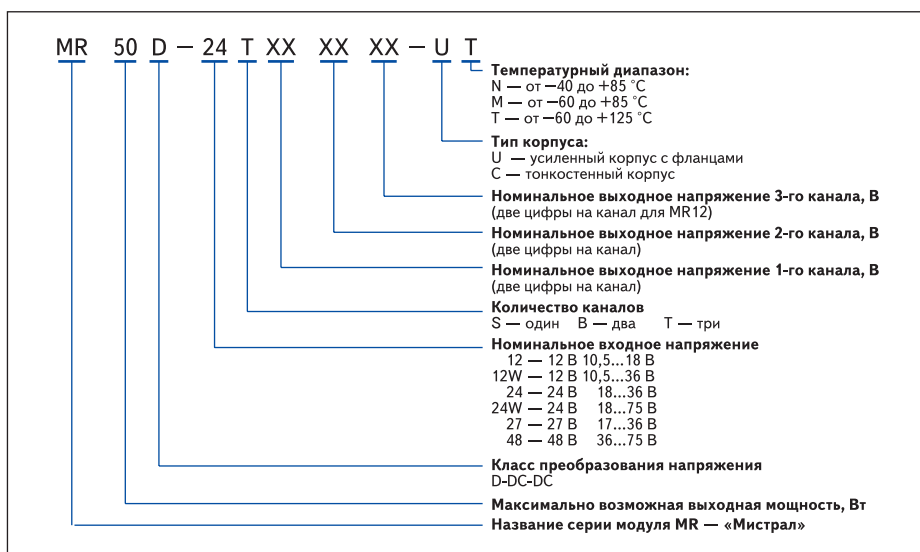 MR 50 D – 24 T XX XX XX – U T
Температурный диапазон:
N — от –40 до +85 °C
M — от –60 до +85 °C
T — от –60 до +125 °C
Тип корпуса:
U — усиленный корпус с фланцами
C — тонкостенный корпус
Номинальное выходное напряжение 3-го канала, В
(две цифры на канал для MR12)
Номинальное выходное напряжение 2-го канала, В
(две цифры на канал)
Номинальное выходное напряжение 1-го канала, В
(две цифры на канал)
Количество каналов
S — один B — два T — три
Номинальное входное напряжение
12 — 12 В 10,5...18 В
12W — 12 В 10,5...36 В
24 — 24 В 18...36 В
24W — 24 В 18...75 В
27 — 27 В 17...36 В
48 — 48 В 36...75 В
Класс преобразования напряжения
D-DC-DC
Максимально возможная выходная мощность, Вт
Название серии модуля MR — «Мистрал»